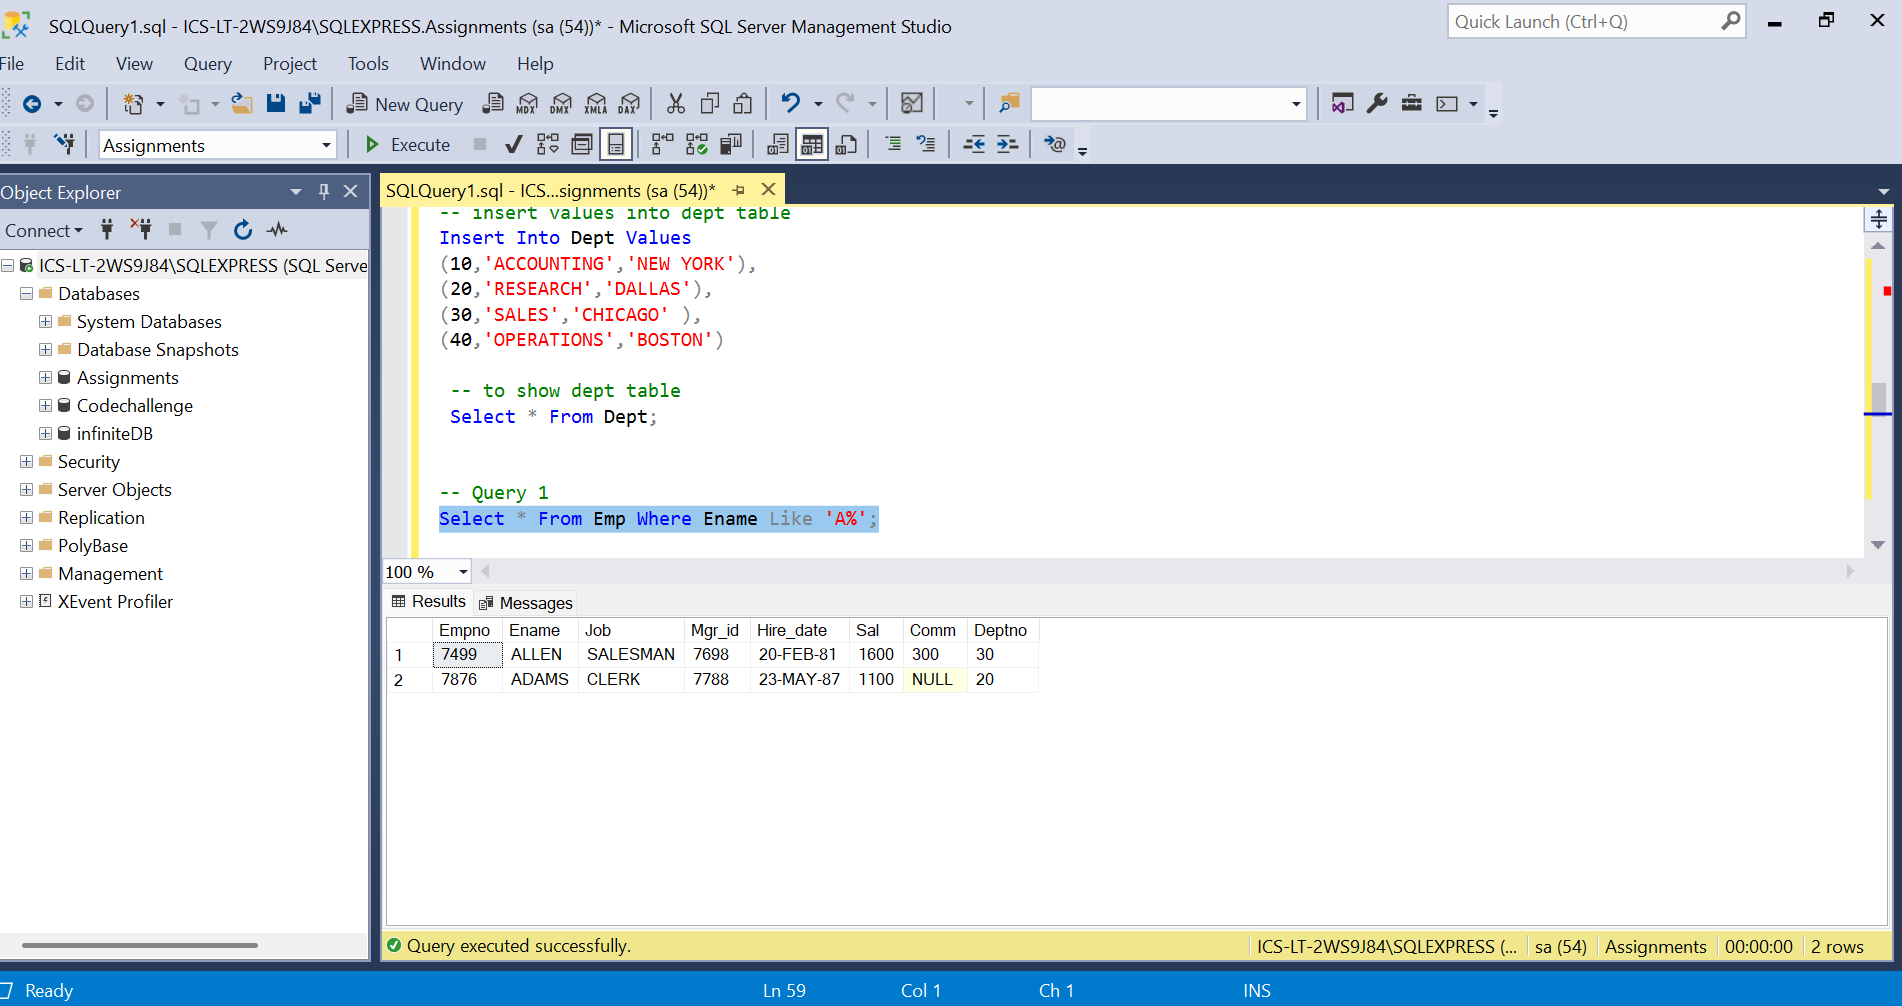 SQLQuery1.sql - ICS-LT-2WS9J84\SQLEXPRESS.Assignments (sa (54))* - Microsoft SQL Server Management Studio
Quick Launch (Ctrl+Q)
File Edit View Query Project Tools Window Help
New Query
MDX DMX XMLA DAX
Assignments
Execute
Object Explorer
SQLQuery1.sql - ICS...signments (sa (54))*
Connect
ICS-LT-2WS9J84\SQLEXPRESS (SQL Serve
Databases
System Databases
Database Snapshots
Assignments
Codechallenge
infiniteDB
Security
Server Objects
Replication
PolyBase
Management
XEvent Profiler
-- insert values into dept table
Insert Into Dept Values
(10,'ACCOUNTING','NEW YORK'),
(20,'RESEARCH','DALLAS'),
(30,'SALES','CHICAGO' ),
(40,'OPERATIONS','BOSTON')
-- to show dept table
Select * From Dept;
-- Query 1
Select * From Emp Where Ename Like 'A%';
100 %
Results Messages
Empno Ename Job Mgr_id Hire_date Sal Comm Deptno
1 7499 ALLEN SALESMAN 7698 20-FEB-81 1600 300 30
2 7876 ADAMS CLERK 7788 23-MAY-87 1100 NULL 20
Query executed successfully.
ICS-LT-2WS9J84\SQLEXPRESS (... sa (54) Assignments 00:00:00 2 rows
Ready Ln 59 Col 1 Ch 1 INS